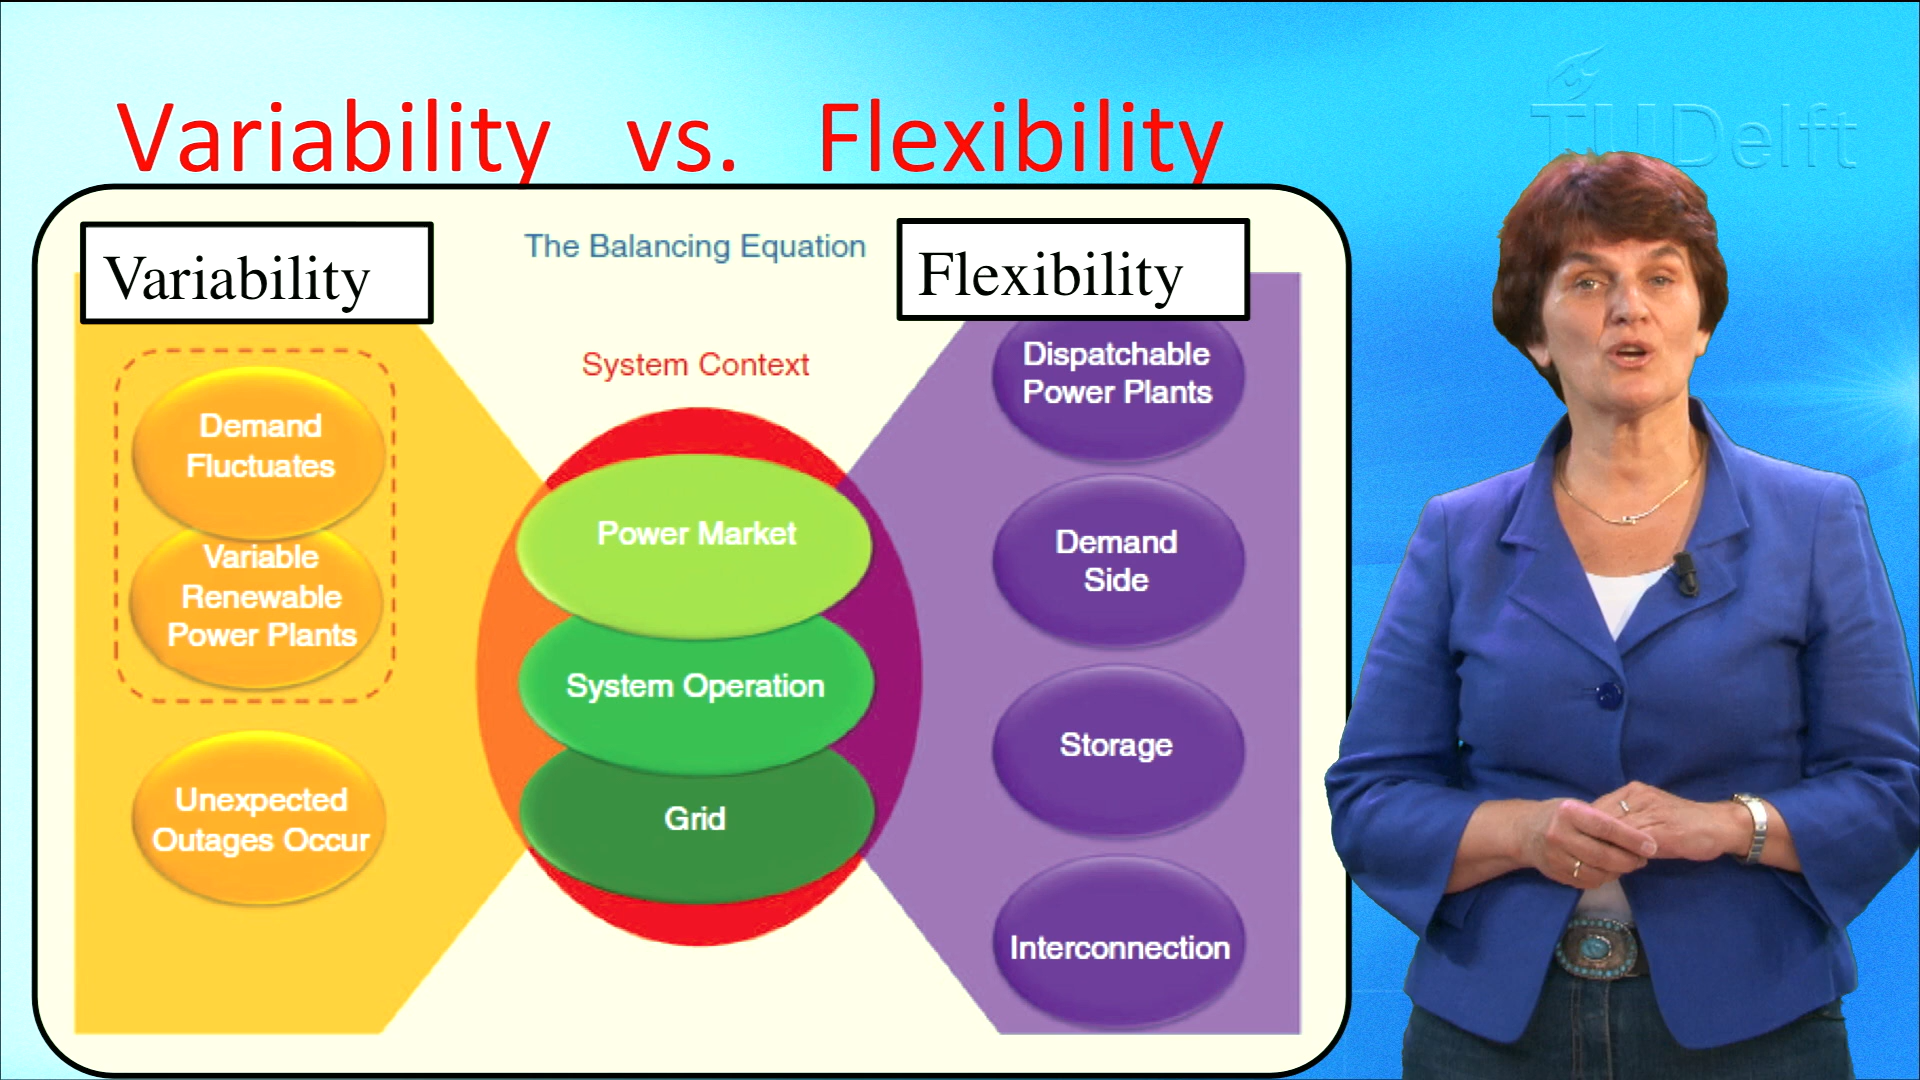 TUDelft
Variability vs. Flexibility
Variability
The Balancing Equation
Flexibility
System Context
Demand
Fluctuates
Variable
Renewable
Power Plants
Unexpected
Outages Occur
Power Market
System Operation
Grid
Dispatchable
Power Plants
Demand
Side
Storage
Interconnection